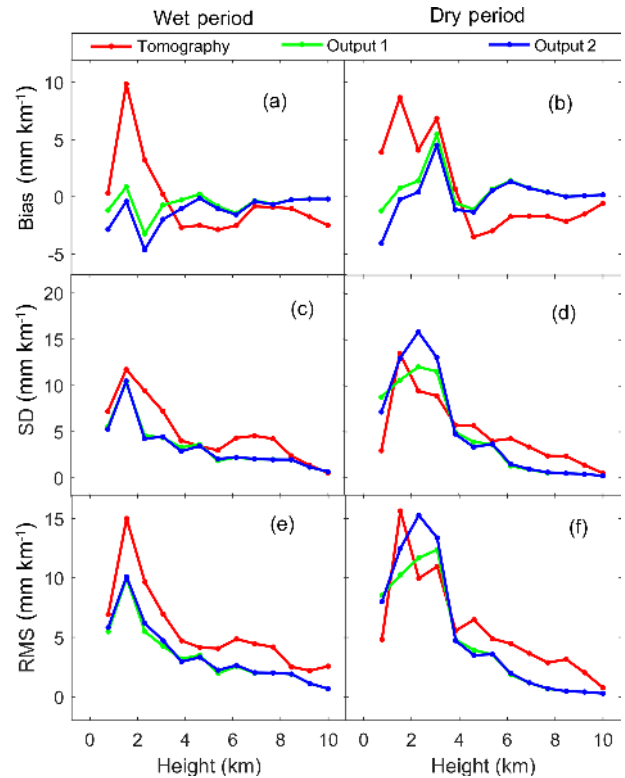 Wet period Dry period
Tomography Output 1 Output 2
(a) (b)
10
5
0
-5
Bias (mm km⁻¹)
(c) (d)
20
15
10
5
0
SD (mm km⁻¹)
(e) (f)
15
10
5
0
RMS (mm km⁻¹)
0 2 4 6 8 10 0 2 4 6 8 10
Height (km) Height (km)